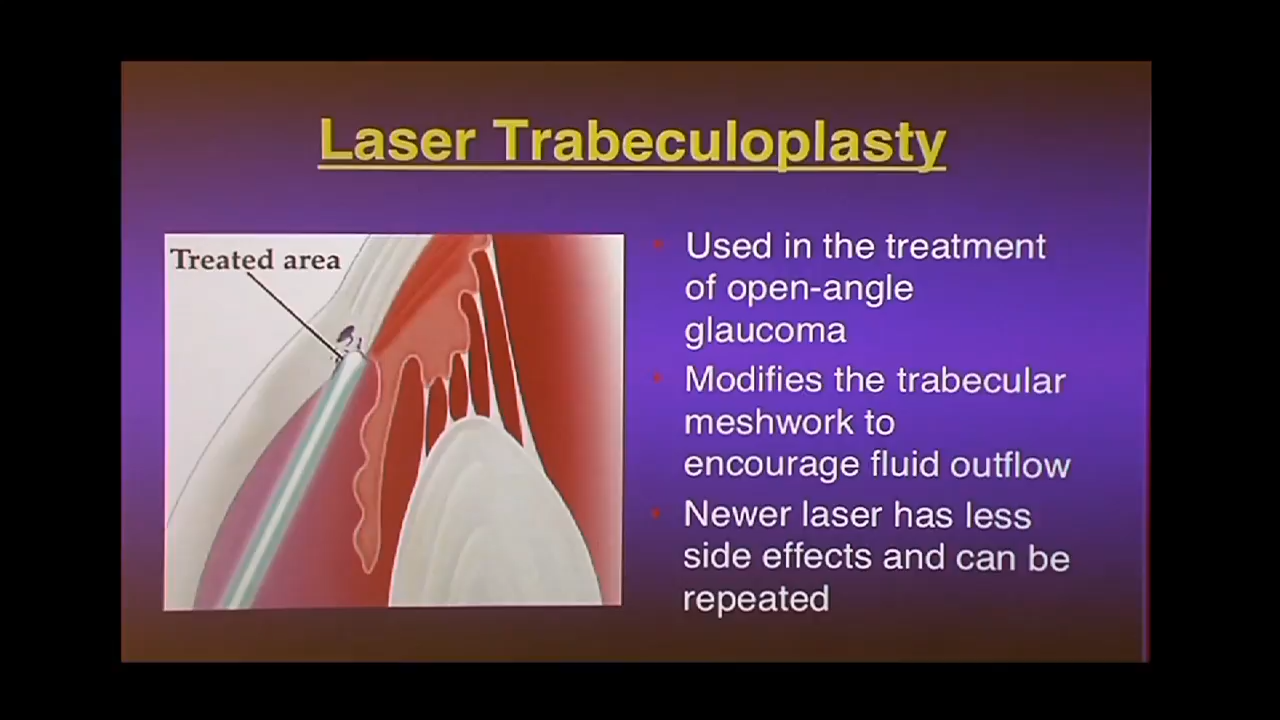 Laser Trabeculoplasty
Treated area
• Used in the treatment
of open-angle
glaucoma
• Modifies the trabecular
meshwork to
encourage fluid outflow
• Newer laser has less
side effects and can be
repeated